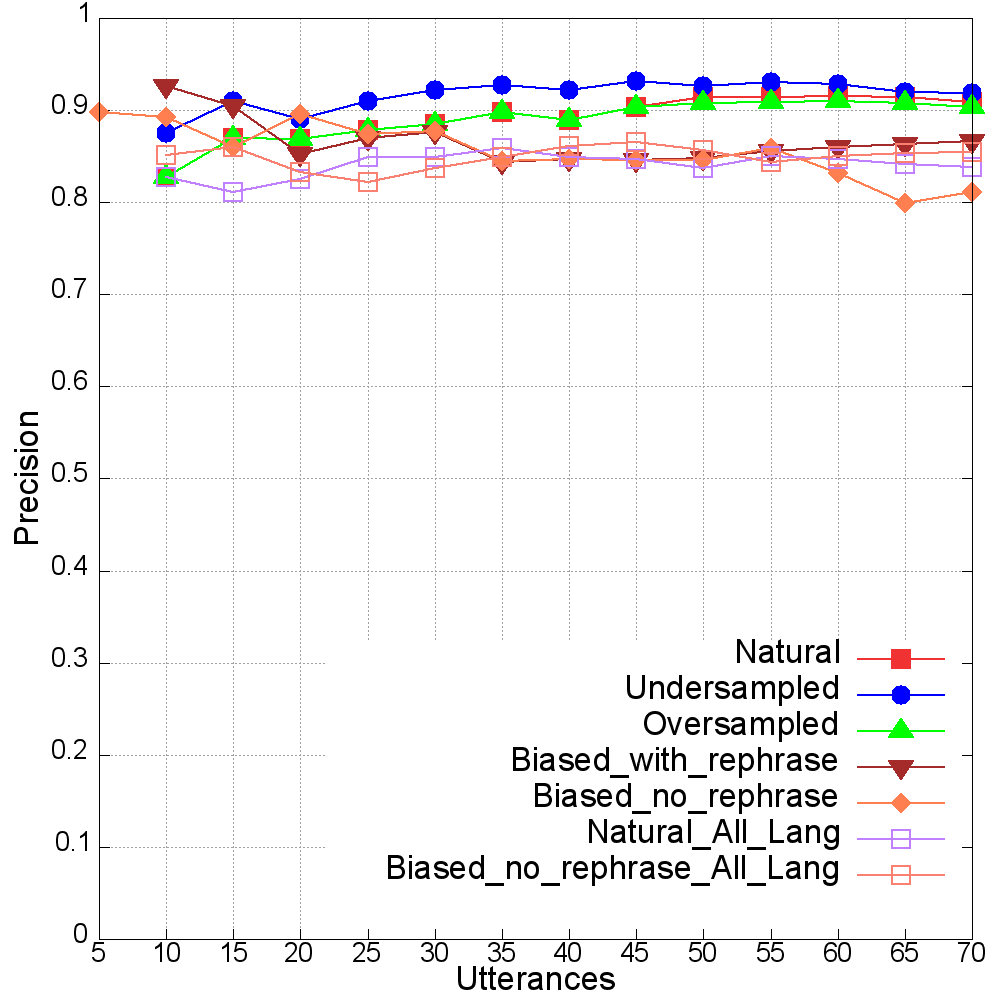 1
0.9
0.8
0.7
0.6
0.5
0.4
0.3
0.2
0.1
0
Precision
Natural
Undersampled
Oversampled
Biased_with_rephrase
Biased_no_rephrase
Natural_All_Lang
Biased_no_rephrase_All_Lang
5 10 15 20 25 30 35 40 45 50 55 60 65 70
Utterances